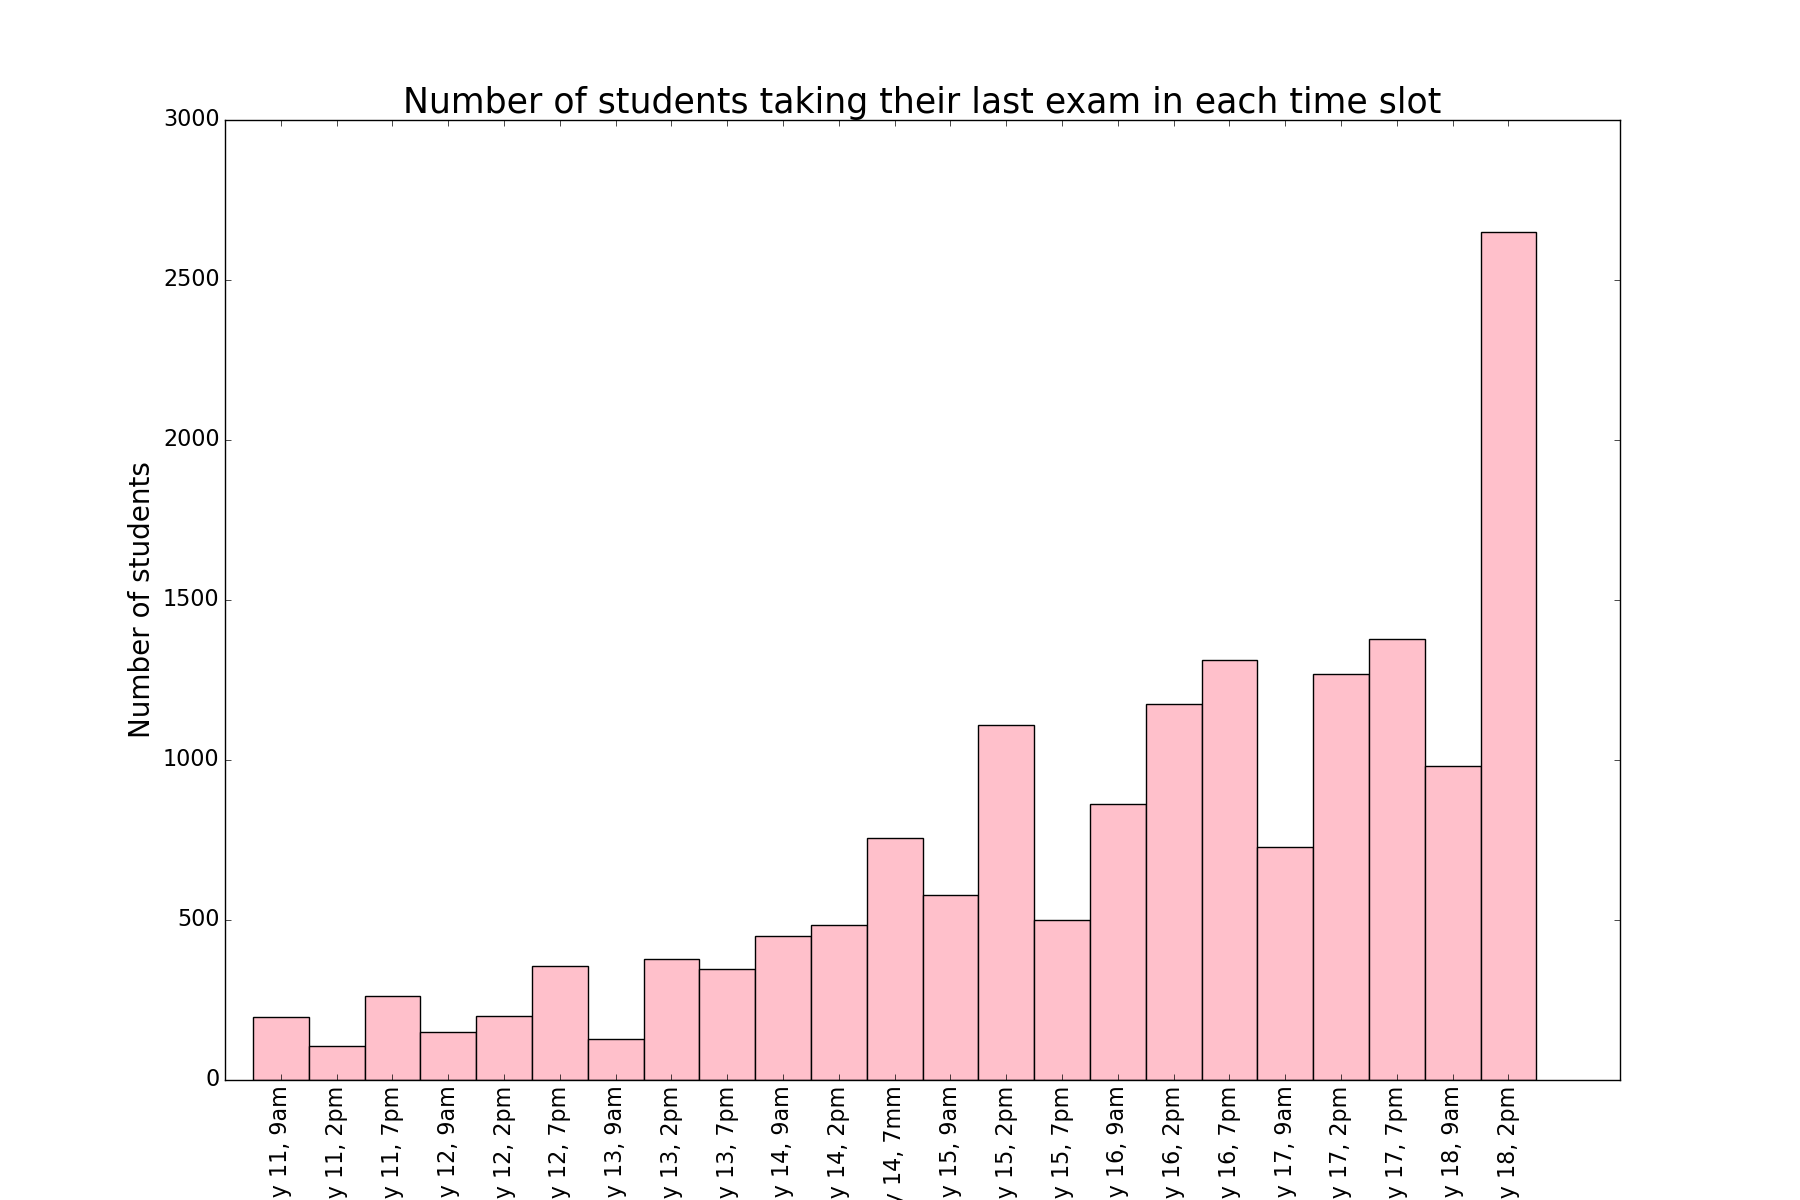 Number of students taking their last exam in each time slot
3000
2500
2000
1500
1000
500
0
Number of students
y 11, 9am
y 11, 2pm
y 11, 7pm
y 12, 9am
y 12, 2pm
y 12, 7pm
y 13, 9am
y 13, 2pm
y 13, 7pm
y 14, 9am
y 14, 2pm
y 14, 7mm
y 15, 9am
y 15, 2pm
y 15, 7pm
y 16, 9am
y 16, 2pm
y 16, 7pm
y 17, 9am
y 17, 2pm
y 17, 7pm
y 18, 9am
y 18, 2pm